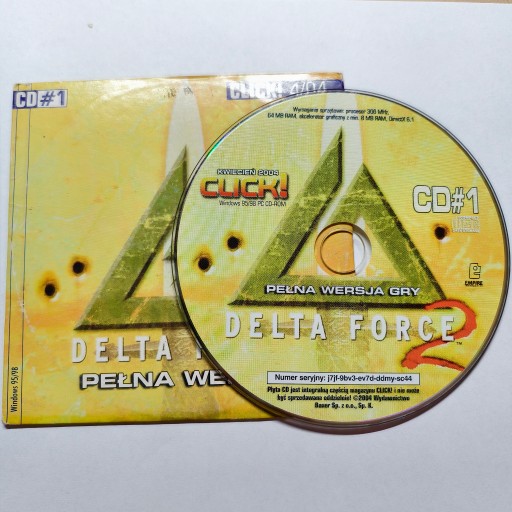 CD#1
CLICK! 4/04
DELTA
PEŁNA WE
Windows 95/98
Wymagania sprzętowe: procesor 300 MHz
64 MB RAM, akcelerator graficzny z min. 8 MB RAM, DirectX 6.1
KWIECIEŃ 2004
CLICK!
Windows 95/98 PC CD-ROM
CD#1
EMPIRE
PEŁNA WERSJA GRY
DELTA FORCE 2
Numer seryjny: j7jf-9bv3-ev7d-ddmy-sc44
Płyta CD jest integralną częścią magazynu CLICK! i nie może
być sprzedawana oddzielnie! ©2004 Wydawnictwo
Bauer Sp. z o.o., Sp. K.